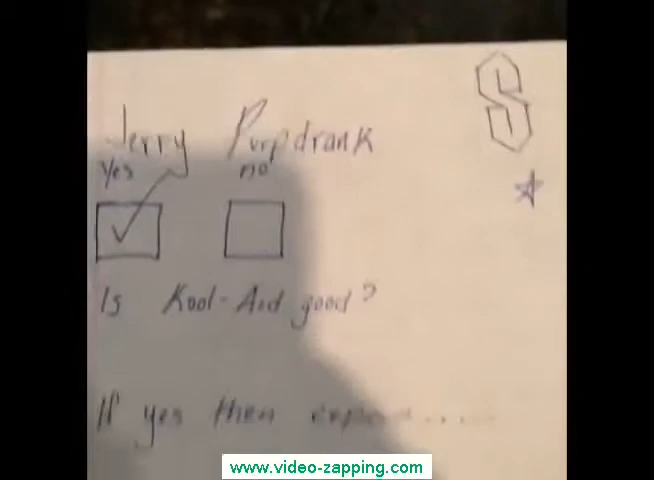 Jerry Purpdrank
yes no
Is Kool-Aid good?
If yes then
www.video-zapping.com